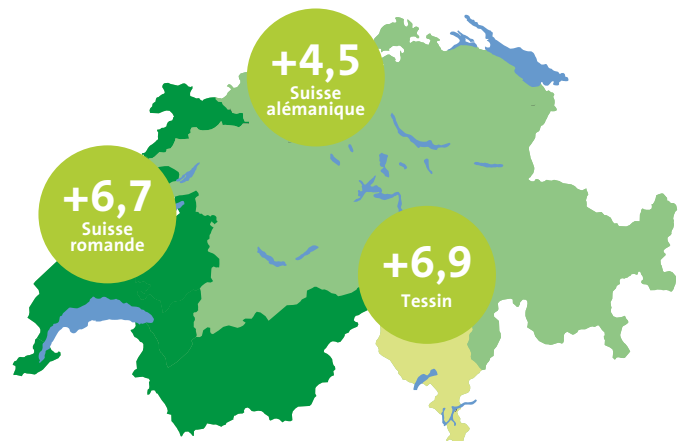 +4,5
Suisse
alémanique
+6,7
Suisse
romande
+6,9
Tessin